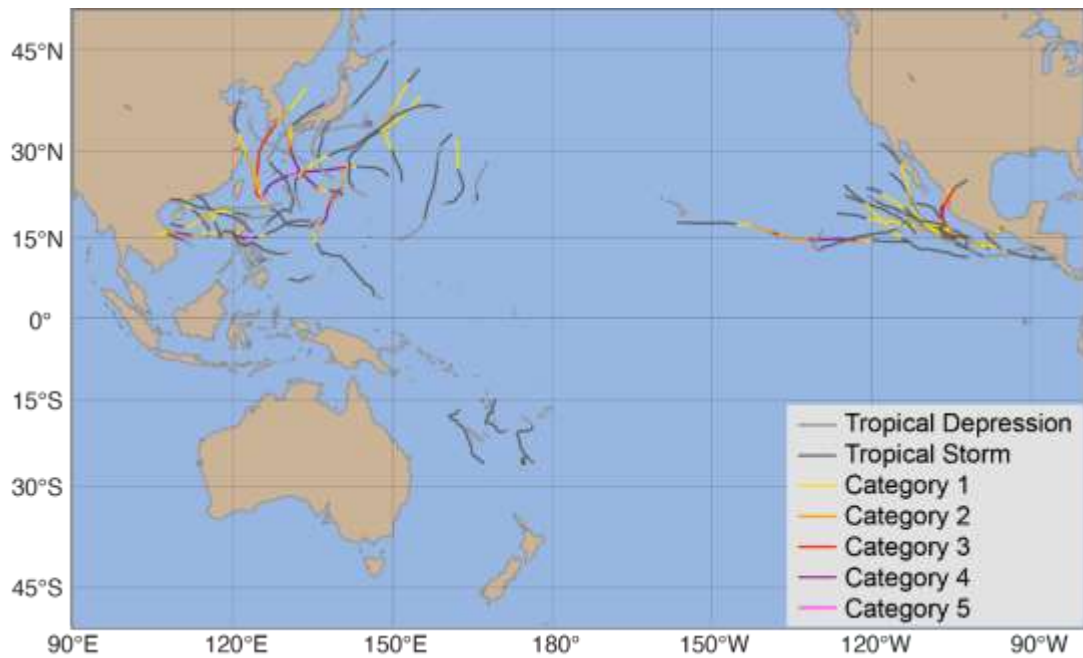 45°N
30°N
15°N
0°
15°S
30°S
45°S
Tropical Depression
Tropical Storm
Category 1
Category 2
Category 3
Category 4
Category 5
90°E 120°E 150°E 180° 150°W 120°W 90°W